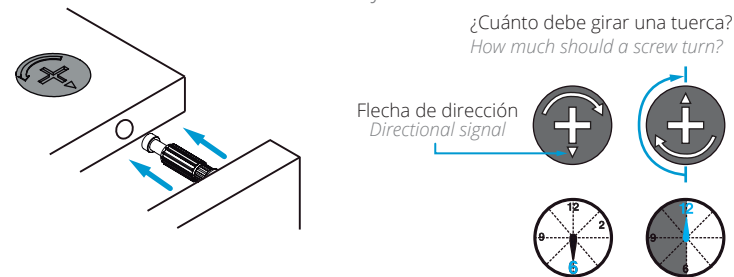 ¿Cuánto debe girar una tuerca?
How much should a screw turn?
Flecha de dirección
Directional signal
12
2
9
6
12
9
6